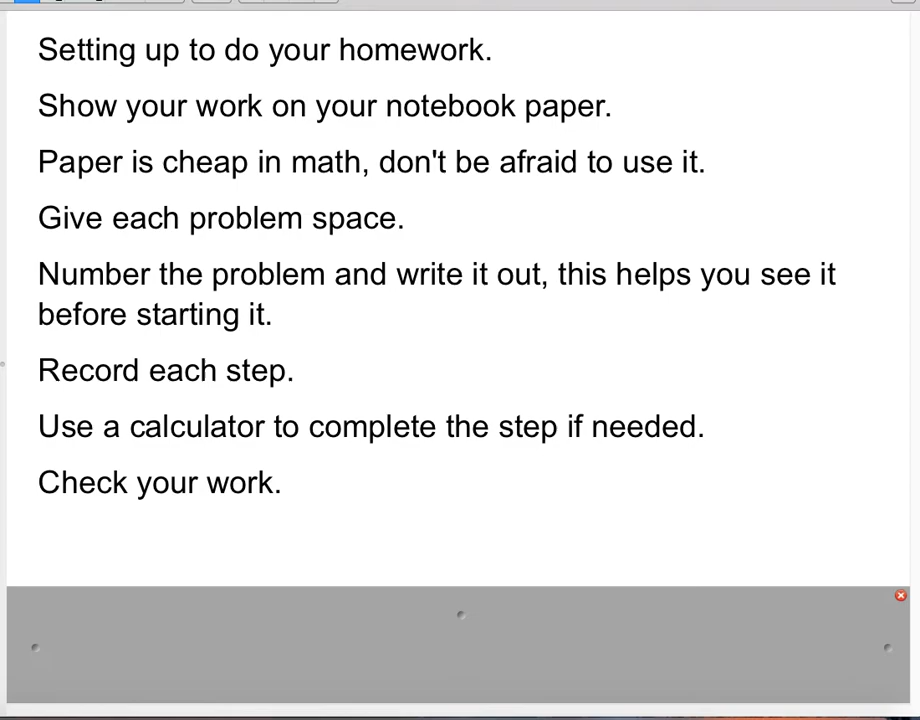 Setting up to do your homework.
Show your work on your notebook paper.
Paper is cheap in math, don't be afraid to use it.
Give each problem space.
Number the problem and write it out, this helps you see it
before starting it.
Record each step.
Use a calculator to complete the step if needed.
Check your work.